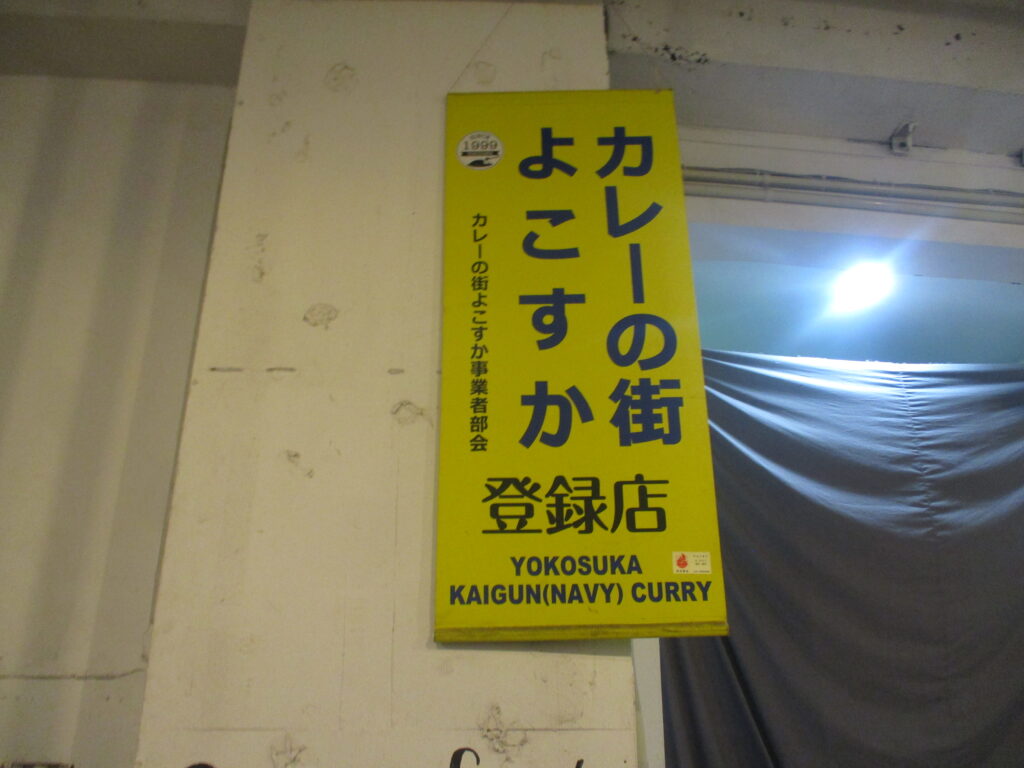 カレーの街
よこすか
1999
カレーの街よこすか事業者部会
登録店
YOKOSUKA
KAIGUN(NAVY) CURRY